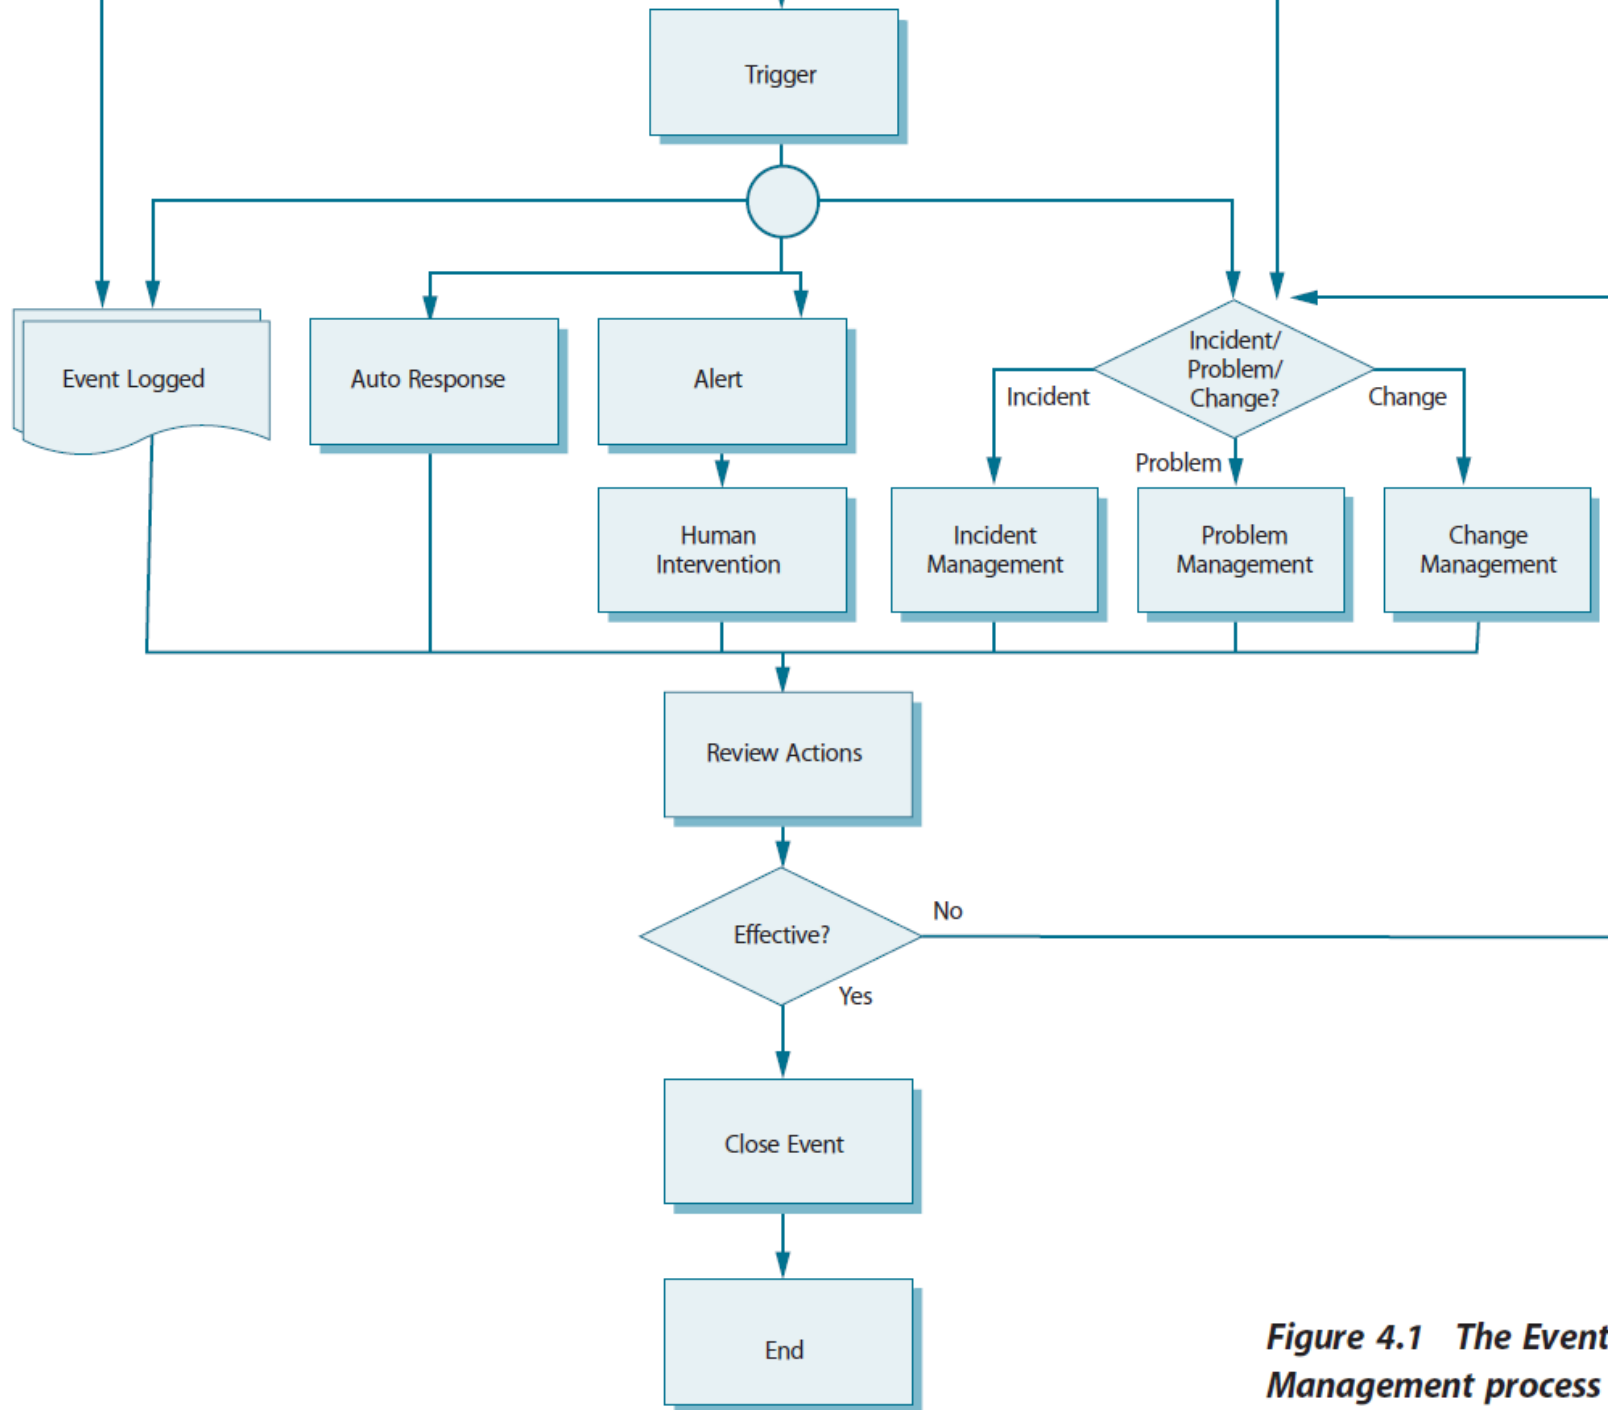 Trigger
Event Logged
Auto Response
Alert
Incident/
Problem/
Change?
Incident
Change
Problem
Human
Intervention
Incident
Management
Problem
Management
Change
Management
Review Actions
Effective?
No
Yes
Close Event
End
Figure 4.1 The Event
Management process